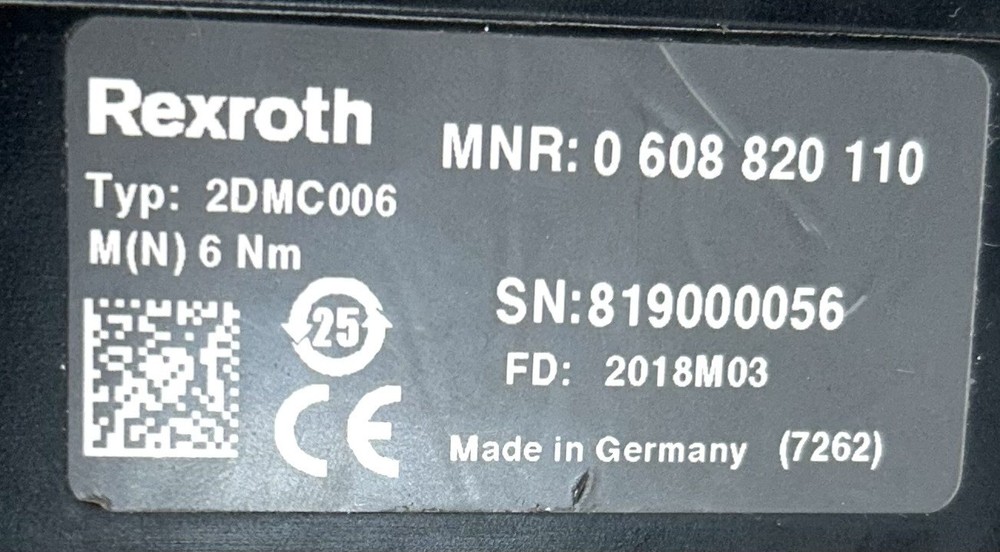 Rexroth
MNR: 0 608 820 110
Typ: 2DMC006
M(N) 6 Nm
25
SN:819000056
FD: 2018M03
CE
Made in Germany (7262)